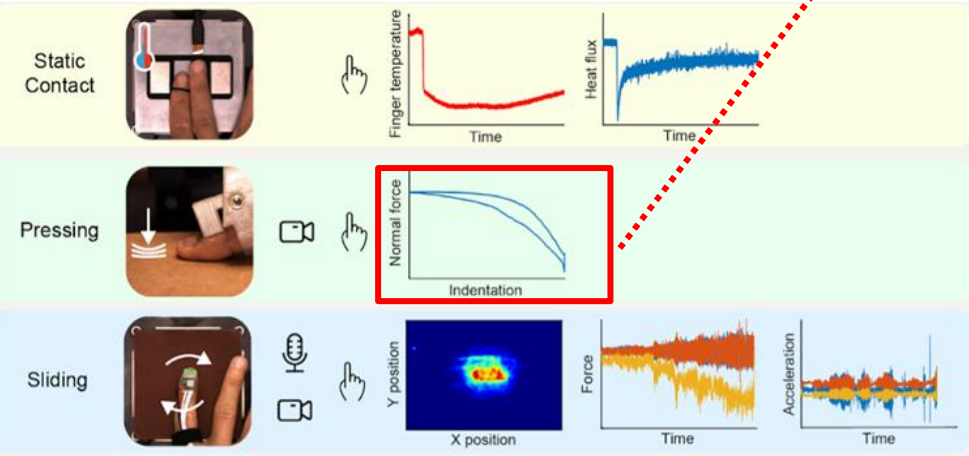 Static
Contact
Finger temperature
Time
Heat flux
Time
Pressing
Normal force
Indentation
Sliding
Y position
X position
Force
Time
Acceleration
Time